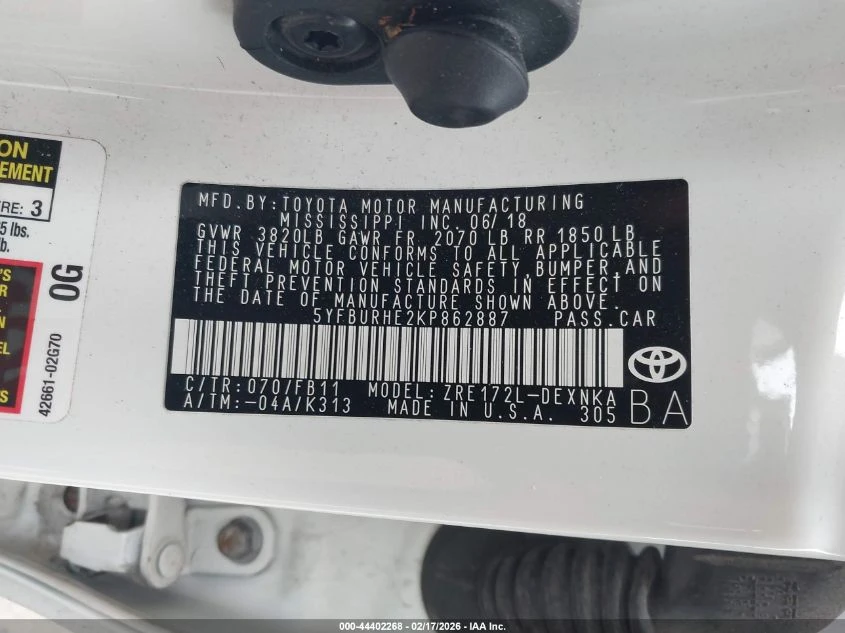 ON
EMENT
RE: 3
5 lbs.
b.
'S
R
N
EL
0G
42661-02G70
MFD.BY:TOYOTA MOTOR MANUFACTURING
MISSISSIPPI INC. 06/18
GVWR 3820LB GAWR FR 2070 LB RR 1850 LB
THIS VEHICLE CONFORMS TO ALL APPLICABLE
FEDERAL MOTOR VEHICLE SAFETY,BUMPER,AND
THEFT PREVENTION STANDARDS IN EFFECT ON
THE DATE OF MANUFACTURE SHOWN ABOVE.
5YFBURHE2KP862887 PASS.CAR
C/TR:070/FB11 MODEL:ZRE172L-DEXNKA
A/TM:-04A/K313 MADE IN U.S.A. 305
BA
000-44402268 - 02/17/2026 - IAA Inc.